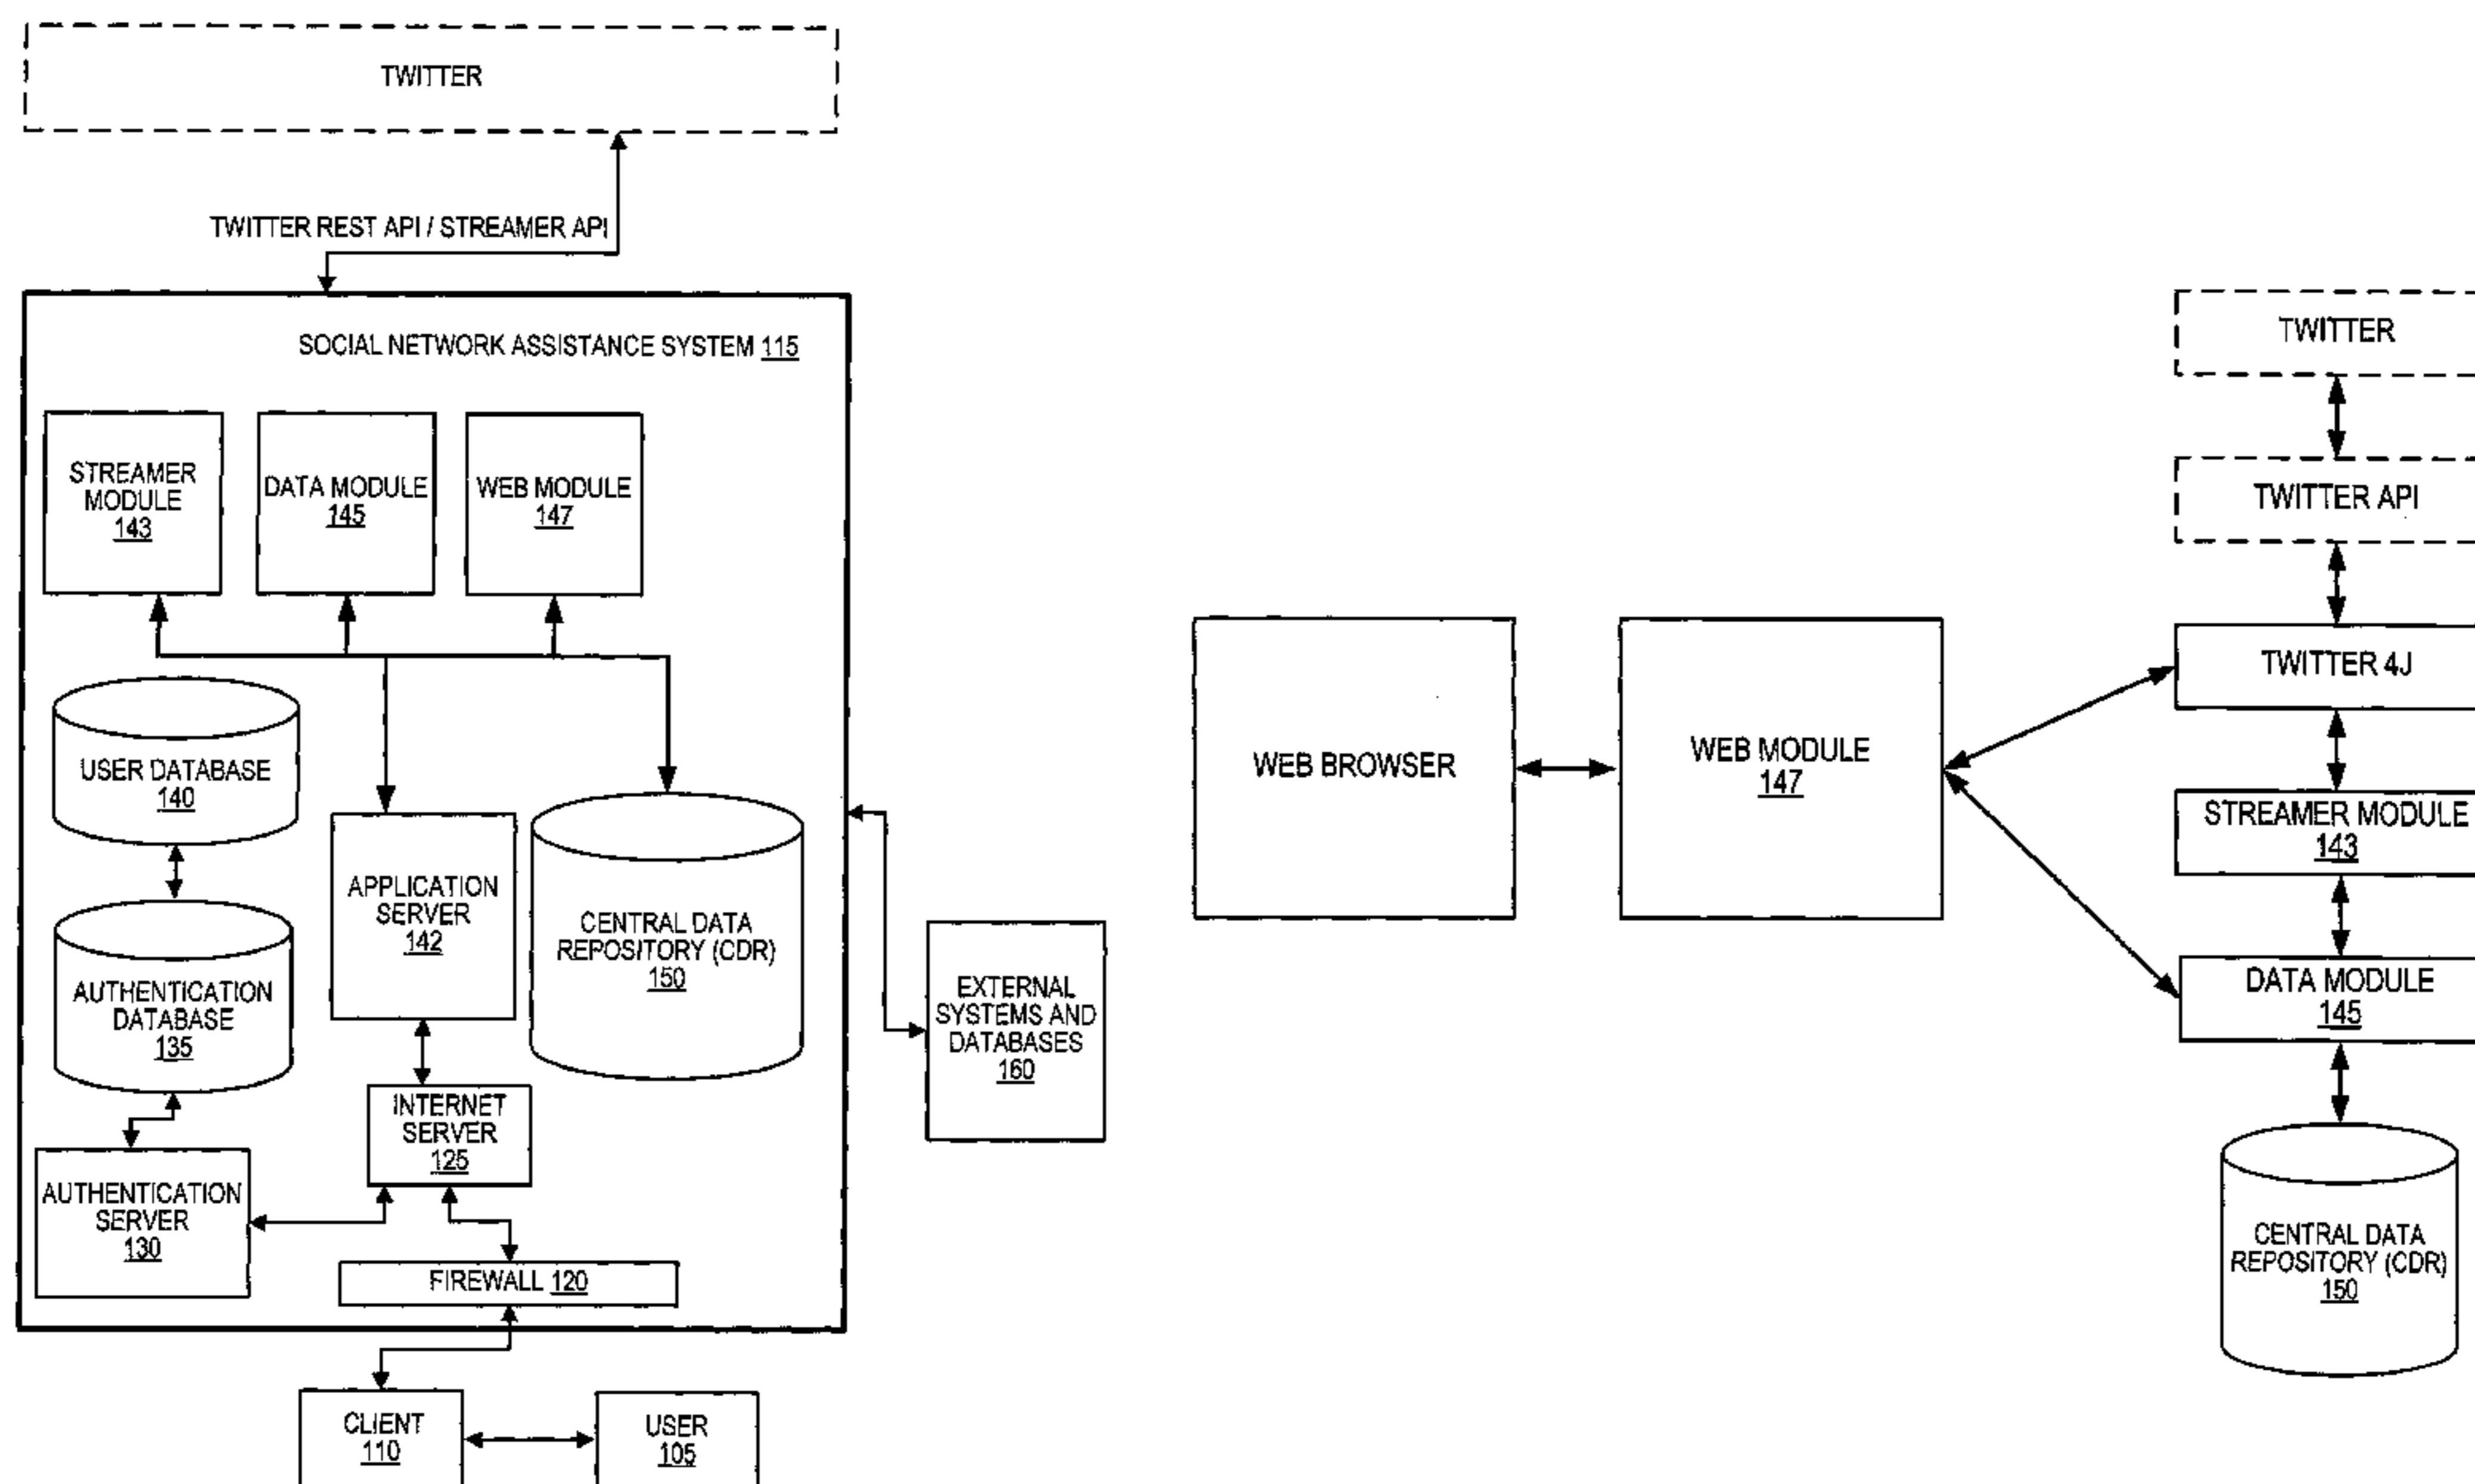 TWITTER
TWITTER REST API / STREAMER API
SOCIAL NETWORK ASSISTANCE SYSTEM 115
STREAMER
MODULE
143
DATA MODULE
145
WEB MODULE
147
USER DATABASE
140
APPLICATION
SERVER
142
CENTRAL DATA
REPOSITORY (CDR)
150
AUTHENTICATION
DATABASE
135
EXTERNAL
SYSTEMS AND
DATABASES
160
INTERNET
SERVER
125
AUTHENTICATION
SERVER
130
FIREWALL 120
CLIENT
110
USER
105
TWITTER
TWITTER API
TWITTER 4J
WEB BROWSER
WEB MODULE
147
STREAMER MODULE
143
DATA MODULE
145
CENTRAL DATA
REPOSITORY (CDR)
150